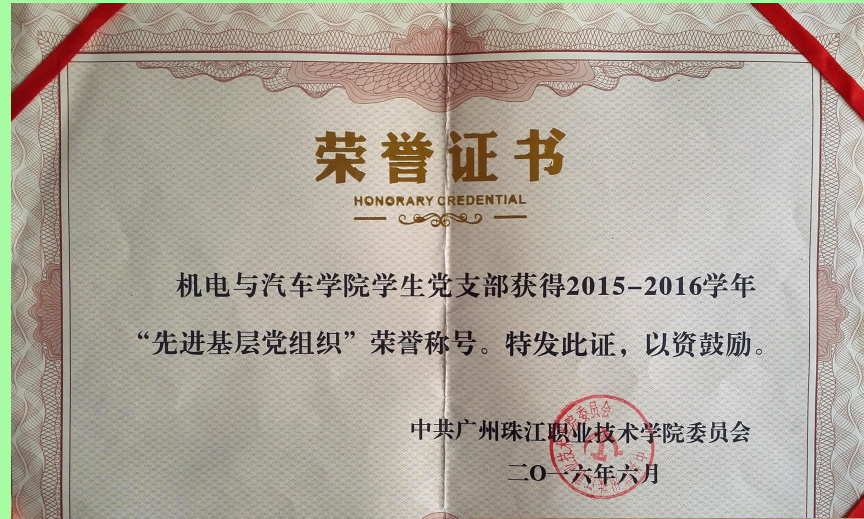 荣誉证书
HONORARY CREDENTIAL
机电与汽车学院学生党支部获得2015-2016学年
“先进基层党组织”荣誉称号。特发此证，以资鼓励。
中共广州珠江职业技术学院委员会
二〇一六年六月